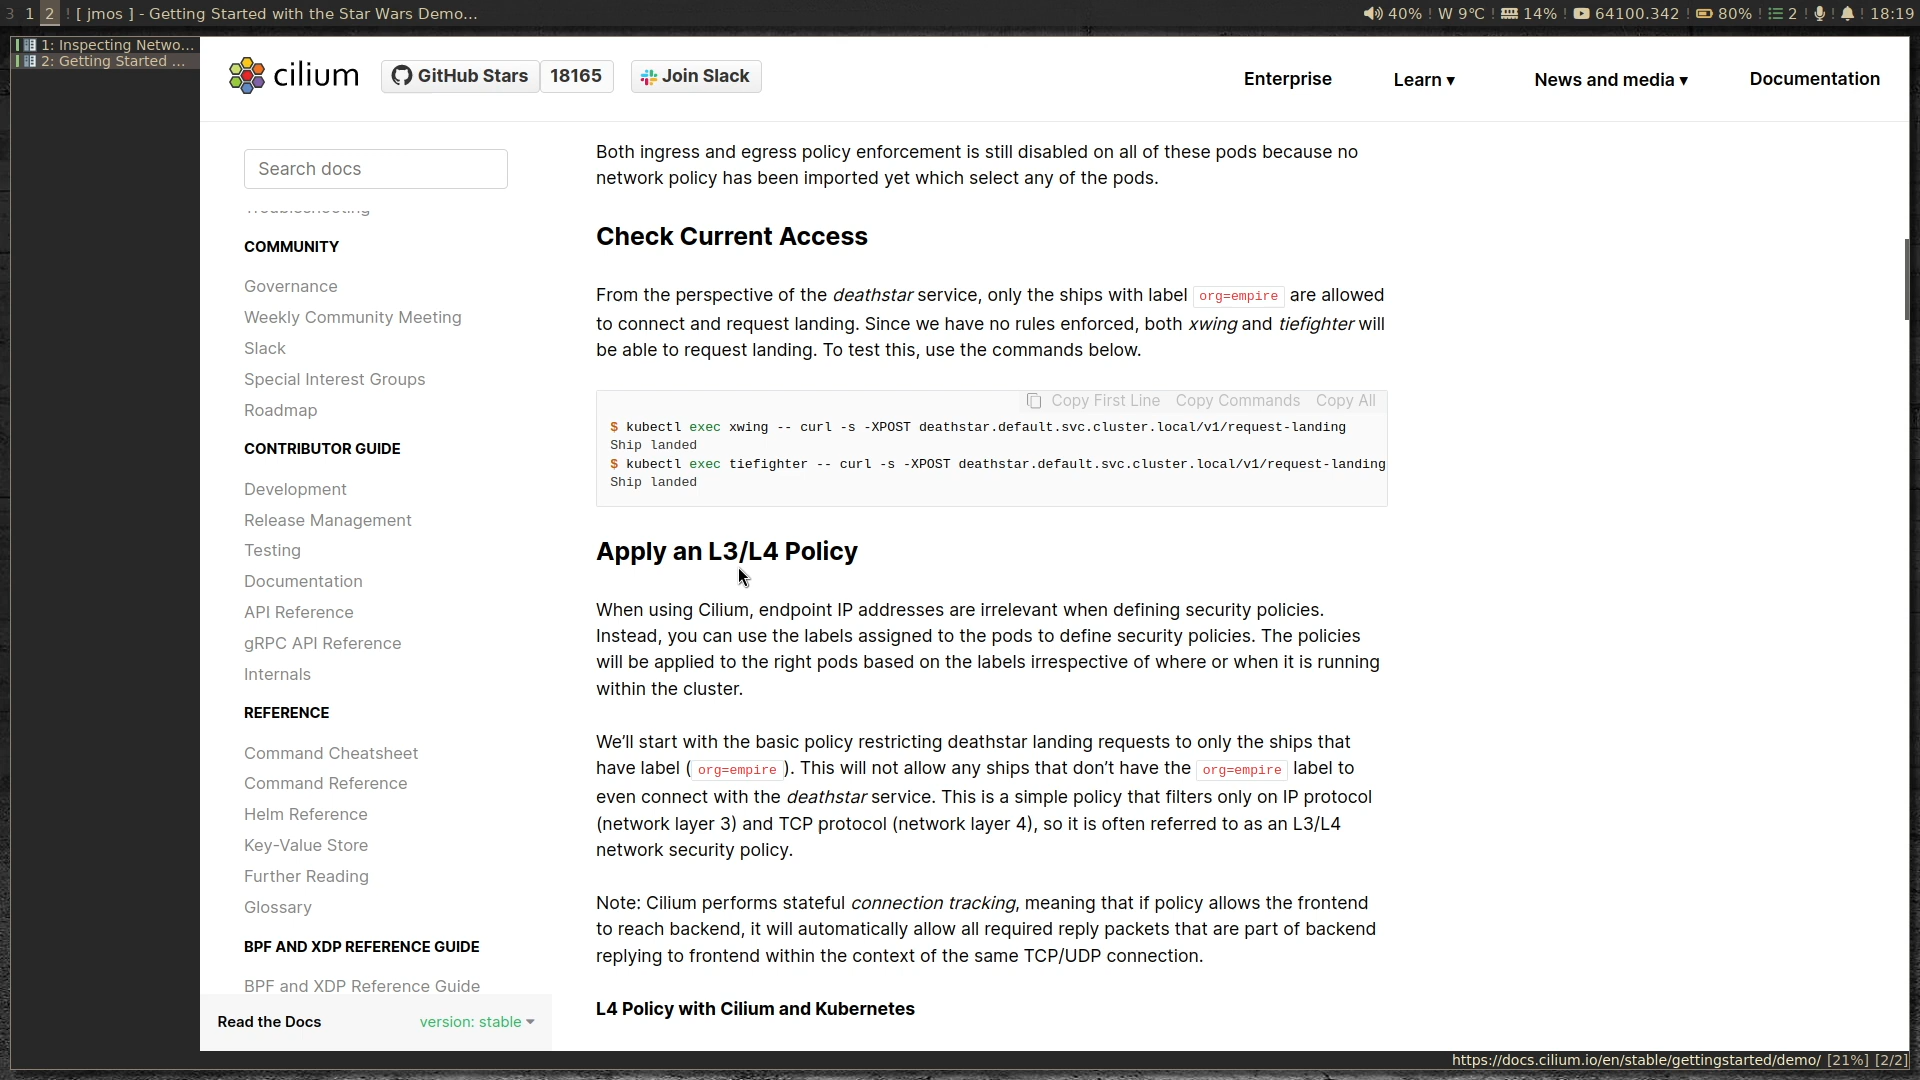 3 1 2 ! [ jmos ] - Getting Started with the Star Wars Demo...
40% ! W 9°C ! 14% ! 64100.342 ! 80% ! 2 ! ! ! 18:19
1: Inspecting Netwo...
2: Getting Started ...
cilium
GitHub Stars 18165
Join Slack
Enterprise
Learn ▾
News and media ▾
Documentation
Search docs
Troubleshooting
COMMUNITY
Governance
Weekly Community Meeting
Slack
Special Interest Groups
Roadmap
CONTRIBUTOR GUIDE
Development
Release Management
Testing
Documentation
API Reference
gRPC API Reference
Internals
REFERENCE
Command Cheatsheet
Command Reference
Helm Reference
Key-Value Store
Further Reading
Glossary
BPF AND XDP REFERENCE GUIDE
BPF and XDP Reference Guide
Read the Docs
version: stable
Both ingress and egress policy enforcement is still disabled on all of these pods because no
network policy has been imported yet which select any of the pods.
Check Current Access
From the perspective of the deathstar service, only the ships with label org=empire are allowed
to connect and request landing. Since we have no rules enforced, both xwing and tiefighter will
be able to request landing. To test this, use the commands below.
Copy First Line Copy Commands Copy All
$ kubectl exec xwing -- curl -s -XPOST deathstar.default.svc.cluster.local/v1/request-landing
Ship landed
$ kubectl exec tiefighter -- curl -s -XPOST deathstar.default.svc.cluster.local/v1/request-landing
Ship landed
Apply an L3/L4 Policy
When using Cilium, endpoint IP addresses are irrelevant when defining security policies.
Instead, you can use the labels assigned to the pods to define security policies. The policies
will be applied to the right pods based on the labels irrespective of where or when it is running
within the cluster.
We’ll start with the basic policy restricting deathstar landing requests to only the ships that
have label (org=empire). This will not allow any ships that don’t have the org=empire label to
even connect with the deathstar service. This is a simple policy that filters only on IP protocol
(network layer 3) and TCP protocol (network layer 4), so it is often referred to as an L3/L4
network security policy.
Note: Cilium performs stateful connection tracking, meaning that if policy allows the frontend
to reach backend, it will automatically allow all required reply packets that are part of backend
replying to frontend within the context of the same TCP/UDP connection.
L4 Policy with Cilium and Kubernetes
https://docs.cilium.io/en/stable/gettingstarted/demo/ [21%] [2/2]